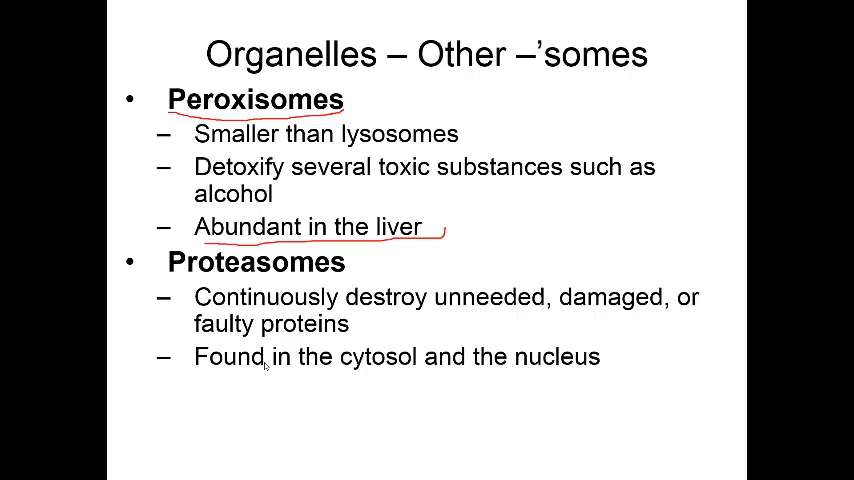 Organelles – Other –’somes
• Peroxisomes
– Smaller than lysosomes
– Detoxify several toxic substances such as
alcohol
– Abundant in the liver
• Proteasomes
– Continuously destroy unneeded, damaged, or
faulty proteins
– Found in the cytosol and the nucleus